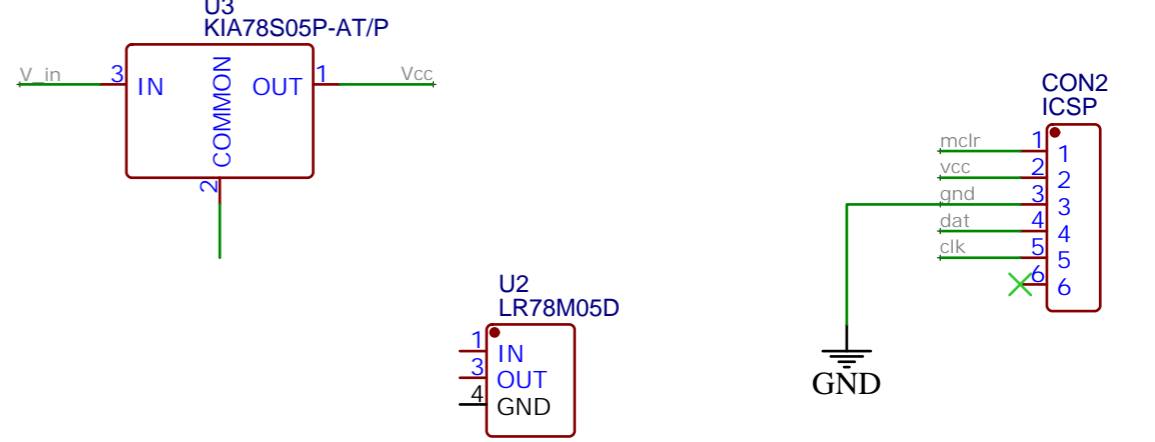 U3
KIA78S05P-AT/P
V_in
3
IN
COMMON
OUT
1
Vcc
2
CON2
ICSP
mclr
1
1
vcc
2
2
gnd
3
3
dat
4
4
clk
5
5
6
6
U2
LR78M05D
1
IN
3
OUT
4
GND
GND